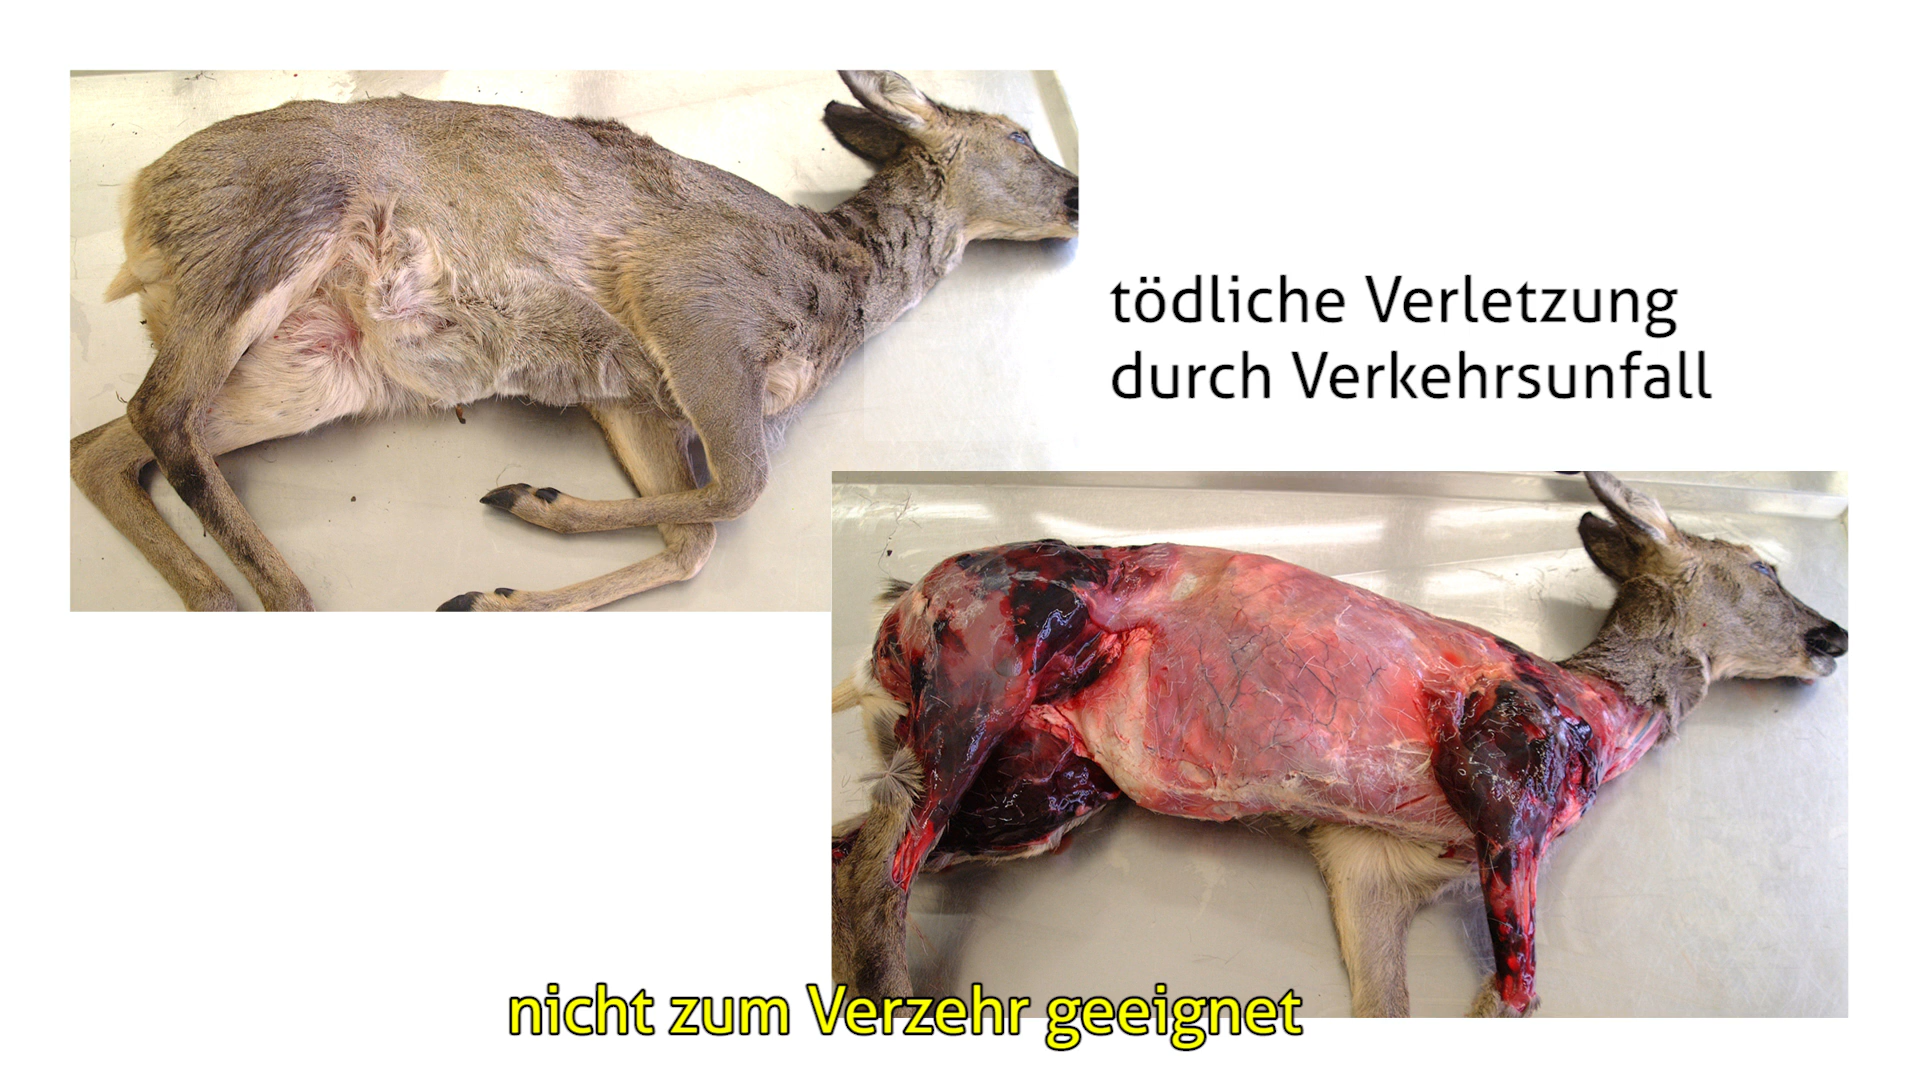 tödliche Verletzung
durch Verkehrsunfall
nicht zum Verzehr geeignet